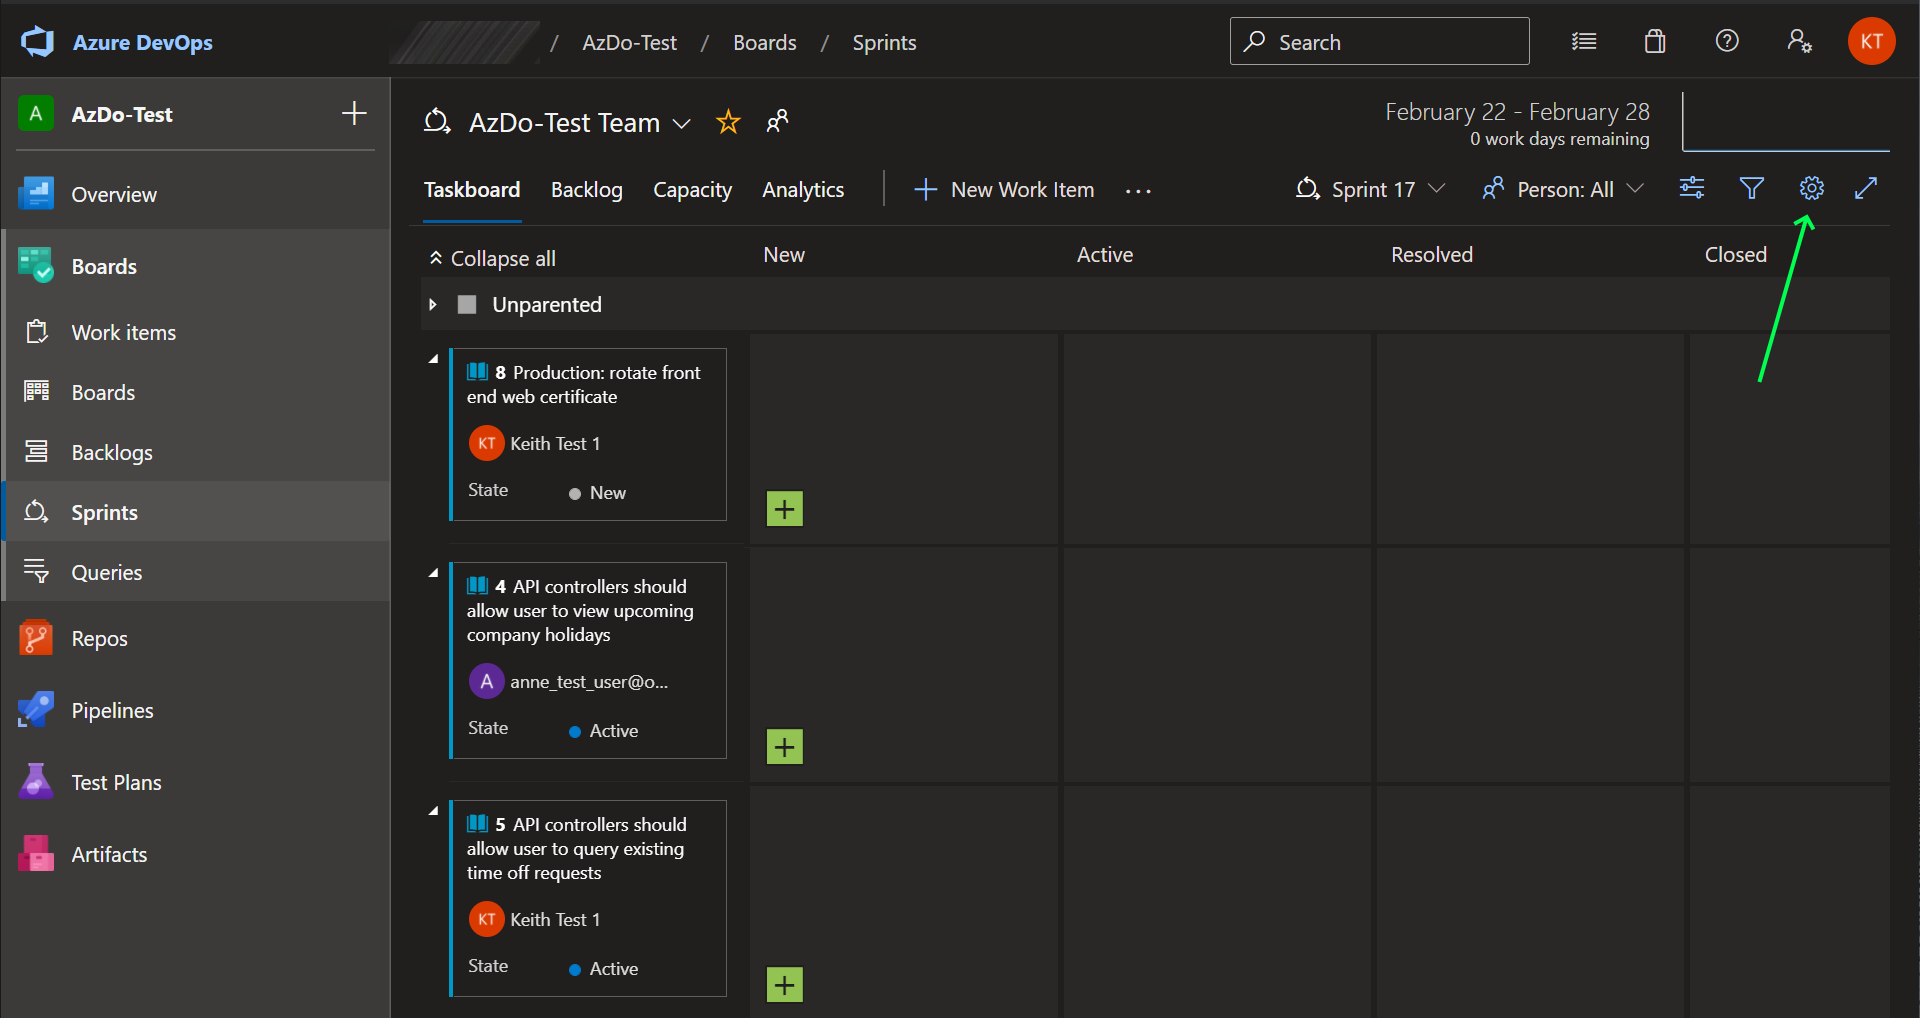 Azure DevOps
/ AzDo-Test / Boards / Sprints
Search
KT
A AzDo-Test
Overview
Boards
Work items
Boards
Backlogs
Sprints
Queries
Repos
Pipelines
Test Plans
Artifacts
AzDo-Test Team
February 22 - February 28
0 work days remaining
Taskboard Backlog Capacity Analytics New Work Item ...
Sprint 17 Person: All
Collapse all New Active Resolved Closed
Unparented
8 Production: rotate front
end web certificate
KT Keith Test 1
State New
4 API controllers should
allow user to view upcoming
company holidays
A anne_test_user@o...
State Active
5 API controllers should
allow user to query existing
time off requests
KT Keith Test 1
State Active